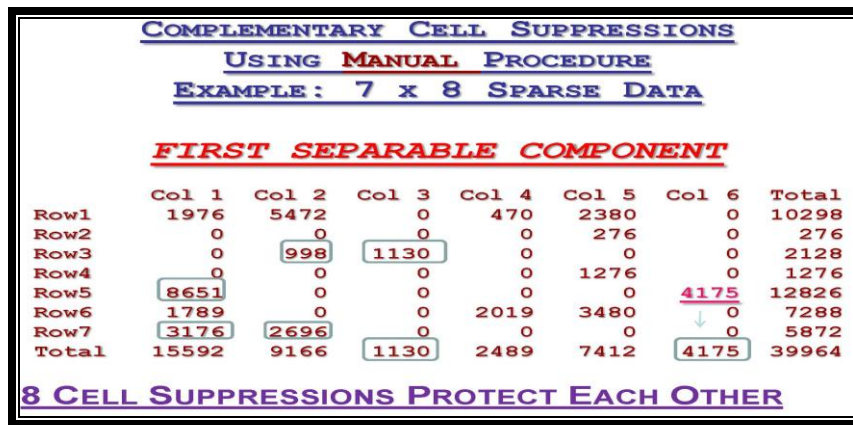 COMPLEMENTARY CELL SUPPRESSIONS
USING MANUAL PROCEDURE
EXAMPLE: 7 x 8 SPARSE DATA
FIRST SEPARABLE COMPONENT
Col 1 Col 2 Col 3 Col 4 Col 5 Col 6 Total
Row1 1976 5472 0 470 2380 0 10298
Row2 0 0 0 0 276 0 276
Row3 0 998 1130 0 0 0 2128
Row4 0 0 0 0 1276 0 1276
Row5 8651 0 0 0 0 4175 12826
Row6 1789 0 0 2019 3480 0 7288
Row7 3176 2696 0 0 0 0 5872
Total 15592 9166 1130 2489 7412 4175 39964
8 CELL SUPPRESSIONS PROTECT EACH OTHER